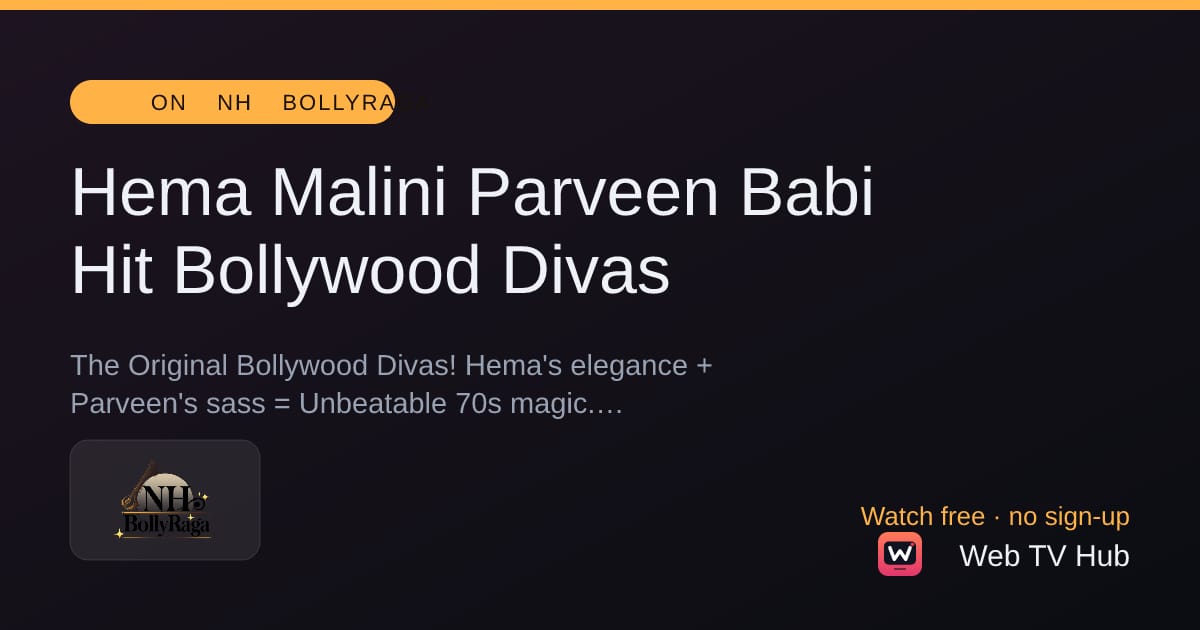 ON NH BOLLYRA
Hema Malini Parveen Babi
Hit Bollywood Divas
The Original Bollywood Divas! Hema's elegance +
Parveen's sass = Unbeatable 70s magic.…
NH
BollyRaga
Watch free · no sign-up
W
Web TV Hub